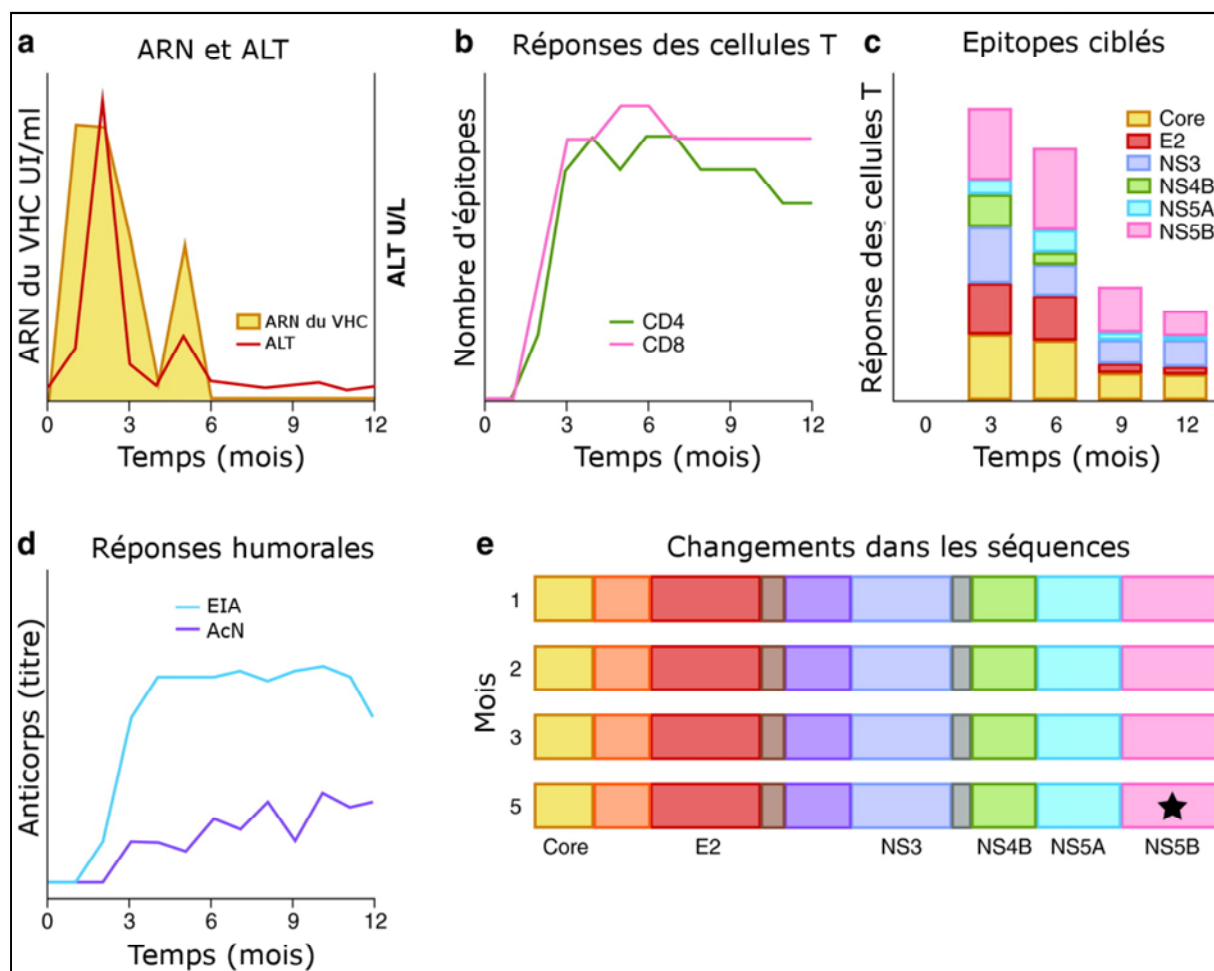 a
ARN et ALT
ARN du VHC UI/ml
ALT U/L
ARN du VHC
ALT
0 3 6 9 12
Temps (mois)
b
Réponses des cellules T
Nombre d'épitopes
CD4
CD8
0 3 6 9 12
Temps (mois)
c
Epitopes ciblés
Réponse des cellules T
Core
E2
NS3
NS4B
NS5A
NS5B
0 3 6 9 12
Temps (mois)
d
Réponses humorales
Anticorps (titre)
EIA
AcN
0 3 6 9 12
Temps (mois)
e
Changements dans les séquences
Mois
1
2
3
5
Core E2 NS3 NS4B NS5A NS5B